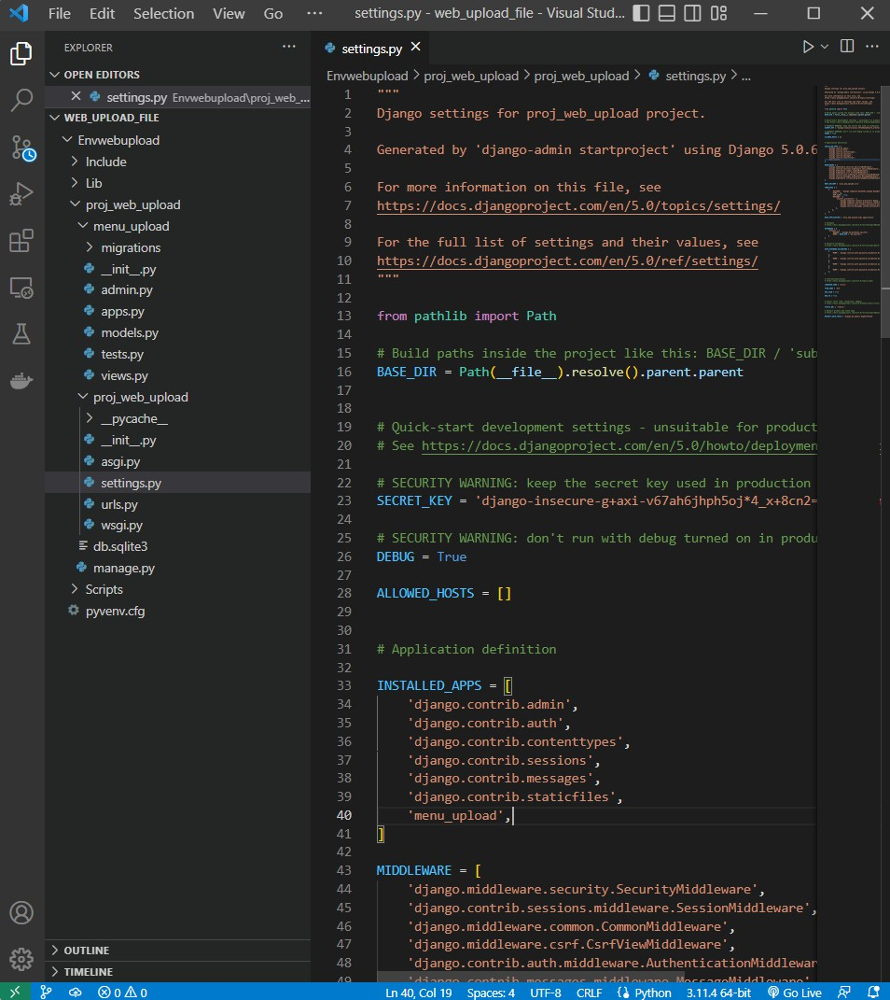 File Edit Selection View Go ··· settings.py - web_upload_file - Visual Stud...
EXPLORER ···
OPEN EDITORS
settings.py Envwebupload\proj_web_...
WEB_UPLOAD_FILE
Envwebupload
Include
Lib
proj_web_upload
menu_upload
migrations
__init__.py
admin.py
apps.py
models.py
tests.py
views.py
proj_web_upload
__pycache__
__init__.py
asgi.py
settings.py
urls.py
wsgi.py
db.sqlite3
manage.py
Scripts
pyvenv.cfg
OUTLINE
TIMELINE
settings.py
Envwebupload > proj_web_upload > proj_web_upload > settings.py > ...
1 """
2 Django settings for proj_web_upload project.
3
4 Generated by 'django-admin startproject' using Django 5.0.6
5
6 For more information on this file, see
7 https://docs.djangoproject.com/en/5.0/topics/settings/
8
9 For the full list of settings and their values, see
10 https://docs.djangoproject.com/en/5.0/ref/settings/
11 """
12
13 from pathlib import Path
14
15 # Build paths inside the project like this: BASE_DIR / 'sub
16 BASE_DIR = Path(__file__).resolve().parent.parent
17
18
19 # Quick-start development settings - unsuitable for product
20 # See https://docs.djangoproject.com/en/5.0/howto/deploymen
21
22 # SECURITY WARNING: keep the secret key used in production
23 SECRET_KEY = 'django-insecure-g+axi-v67ah6jhph5oj*4_x+8cn2=
24
25 # SECURITY WARNING: don't run with debug turned on in produ
26 DEBUG = True
27
28 ALLOWED_HOSTS = []
29
30
31 # Application definition
32
33 INSTALLED_APPS = [
34 'django.contrib.admin',
35 'django.contrib.auth',
36 'django.contrib.contenttypes',
37 'django.contrib.sessions',
38 'django.contrib.messages',
39 'django.contrib.staticfiles',
40 'menu_upload',
41 ]
42
43 MIDDLEWARE = [
44 'django.middleware.security.SecurityMiddleware',
45 'django.contrib.sessions.middleware.SessionMiddleware',
46 'django.middleware.common.CommonMiddleware',
47 'django.middleware.csrf.CsrfViewMiddleware',
48 'django.contrib.auth.middleware.AuthenticationMiddlewar
49 'django.contrib.messages.middleware.MessageMiddleware'
0 0 Ln 40, Col 19 Spaces: 4 UTF-8 CRLF Python 3.11.4 64-bit Go Live